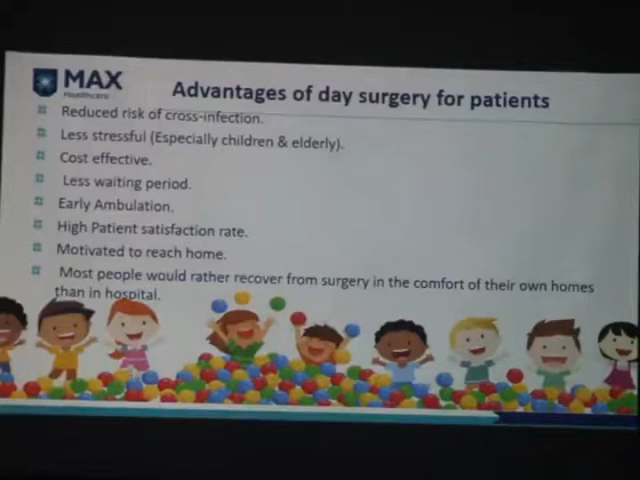 MAX
Healthcare
Advantages of day surgery for patients
Reduced risk of cross-infection.
Less stressful (Especially children & elderly).
Cost effective.
Less waiting period.
Early Ambulation.
High Patient satisfaction rate.
Motivated to reach home.
Most people would rather recover from surgery in the comfort of their own homes
than in hospital.